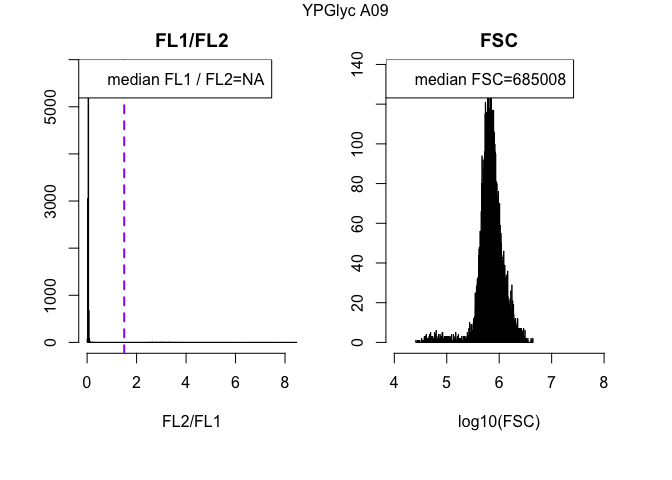 YPGlyc A09
FL1/FL2
median FL1 / FL2=NA
0 1000 3000 5000
0 2 4 6 8
FL2/FL1
FSC
median FSC=685008
0 20 40 60 80 100 140
4 5 6 7 8
log10(FSC)